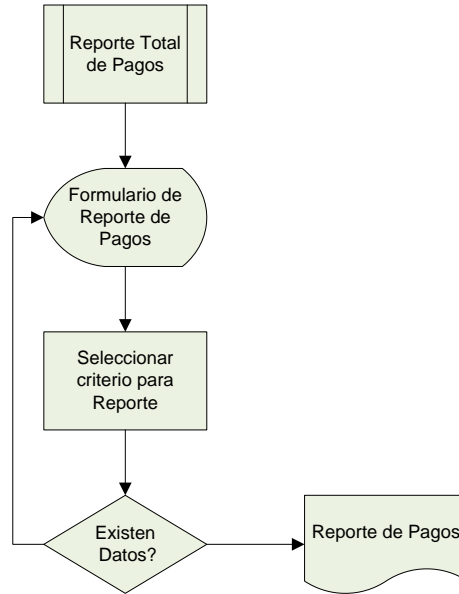 Reporte Total
de Pagos
Formulario de
Reporte de
Pagos
Seleccionar
criterio para
Reporte
Existen
Datos?
Reporte de Pagos